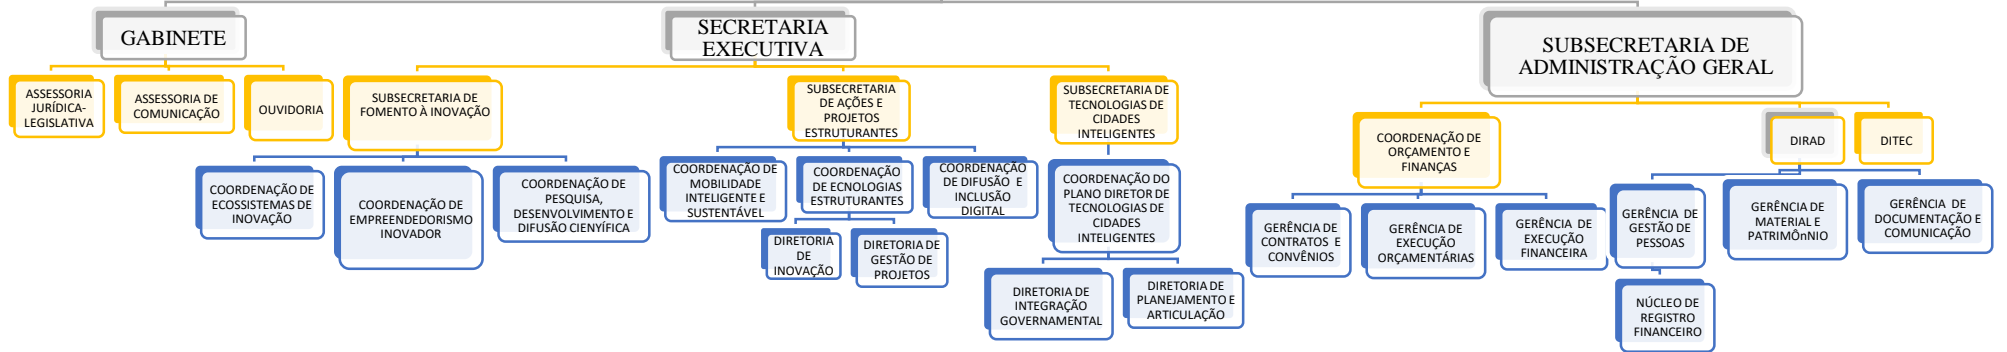 GABINETE
SECRETARIA
EXECUTIVA
SUBSECRETARIA DE
ADMINISTRAÇÃO GERAL
ASSESSORIA
JURÍDICA-
LEGISLATIVA
ASSESSORIA DE
COMUNICAÇÃO
OUVIDORIA
SUBSECRETARIA DE
FOMENTO À INOVAÇÃO
SUBSECRETARIA
DE AÇÕES E
PROJETOS
ESTRUTURANTES
SUBSECRETARIA DE
TECNOLOGIAS DE
CIDADES
INTELIGENTES
COORDENAÇÃO DE
ORÇAMENTO E
FINANÇAS
DIRAD
DITEC
COORDENAÇÃO DE
ECOSSISTEMAS DE
INOVAÇÃO
COORDENAÇÃO DE
EMPREENDEDORISMO
INOVADOR
COORDENAÇÃO DE
PESQUISA,
DESENVOLVIMENTO E
DIFUSÃO CIENYÍFICA
COORDENAÇÃO DE
MOBILIDADE
INTELIGENTE E
SUSTENTÁVEL
COORDENAÇÃO
DE ECNOLOGIAS
ESTRUTURANTES
COORDENAÇÃO
DE DIFUSÃO E
INCLUSÃO
DIGITAL
COORDENAÇÃO DO
PLANO DIRETOR DE
TECNOLOGIAS DE
CIDADES
INTELIGENTES
GERÊNCIA DE
CONTRATOS E
CONVÊNIOS
GERÊNCIA DE
EXECUÇÃO
ORÇAMENTÁRIAS
GERÊNCIA DE
EXECUÇÃO
FINANCEIRA
GERÊNCIA DE
GESTÃO DE
PESSOAS
GERÊNCIA DE
MATERIAL E
PATRIMÔnNIO
GERÊNCIA DE
DOCUMENTAÇÃO E
COMUNICAÇÃO
DIRETORIA
DE
INOVAÇÃO
DIRETORIA DE
GESTÃO DE
PROJETOS
DIRETORIA DE
INTEGRAÇÃO
GOVERNAMENTAL
DIRETORIA DE
PLANEJAMENTO E
ARTICULAÇÃO
NÚCLEO DE
REGISTRO
FINANCEIRO